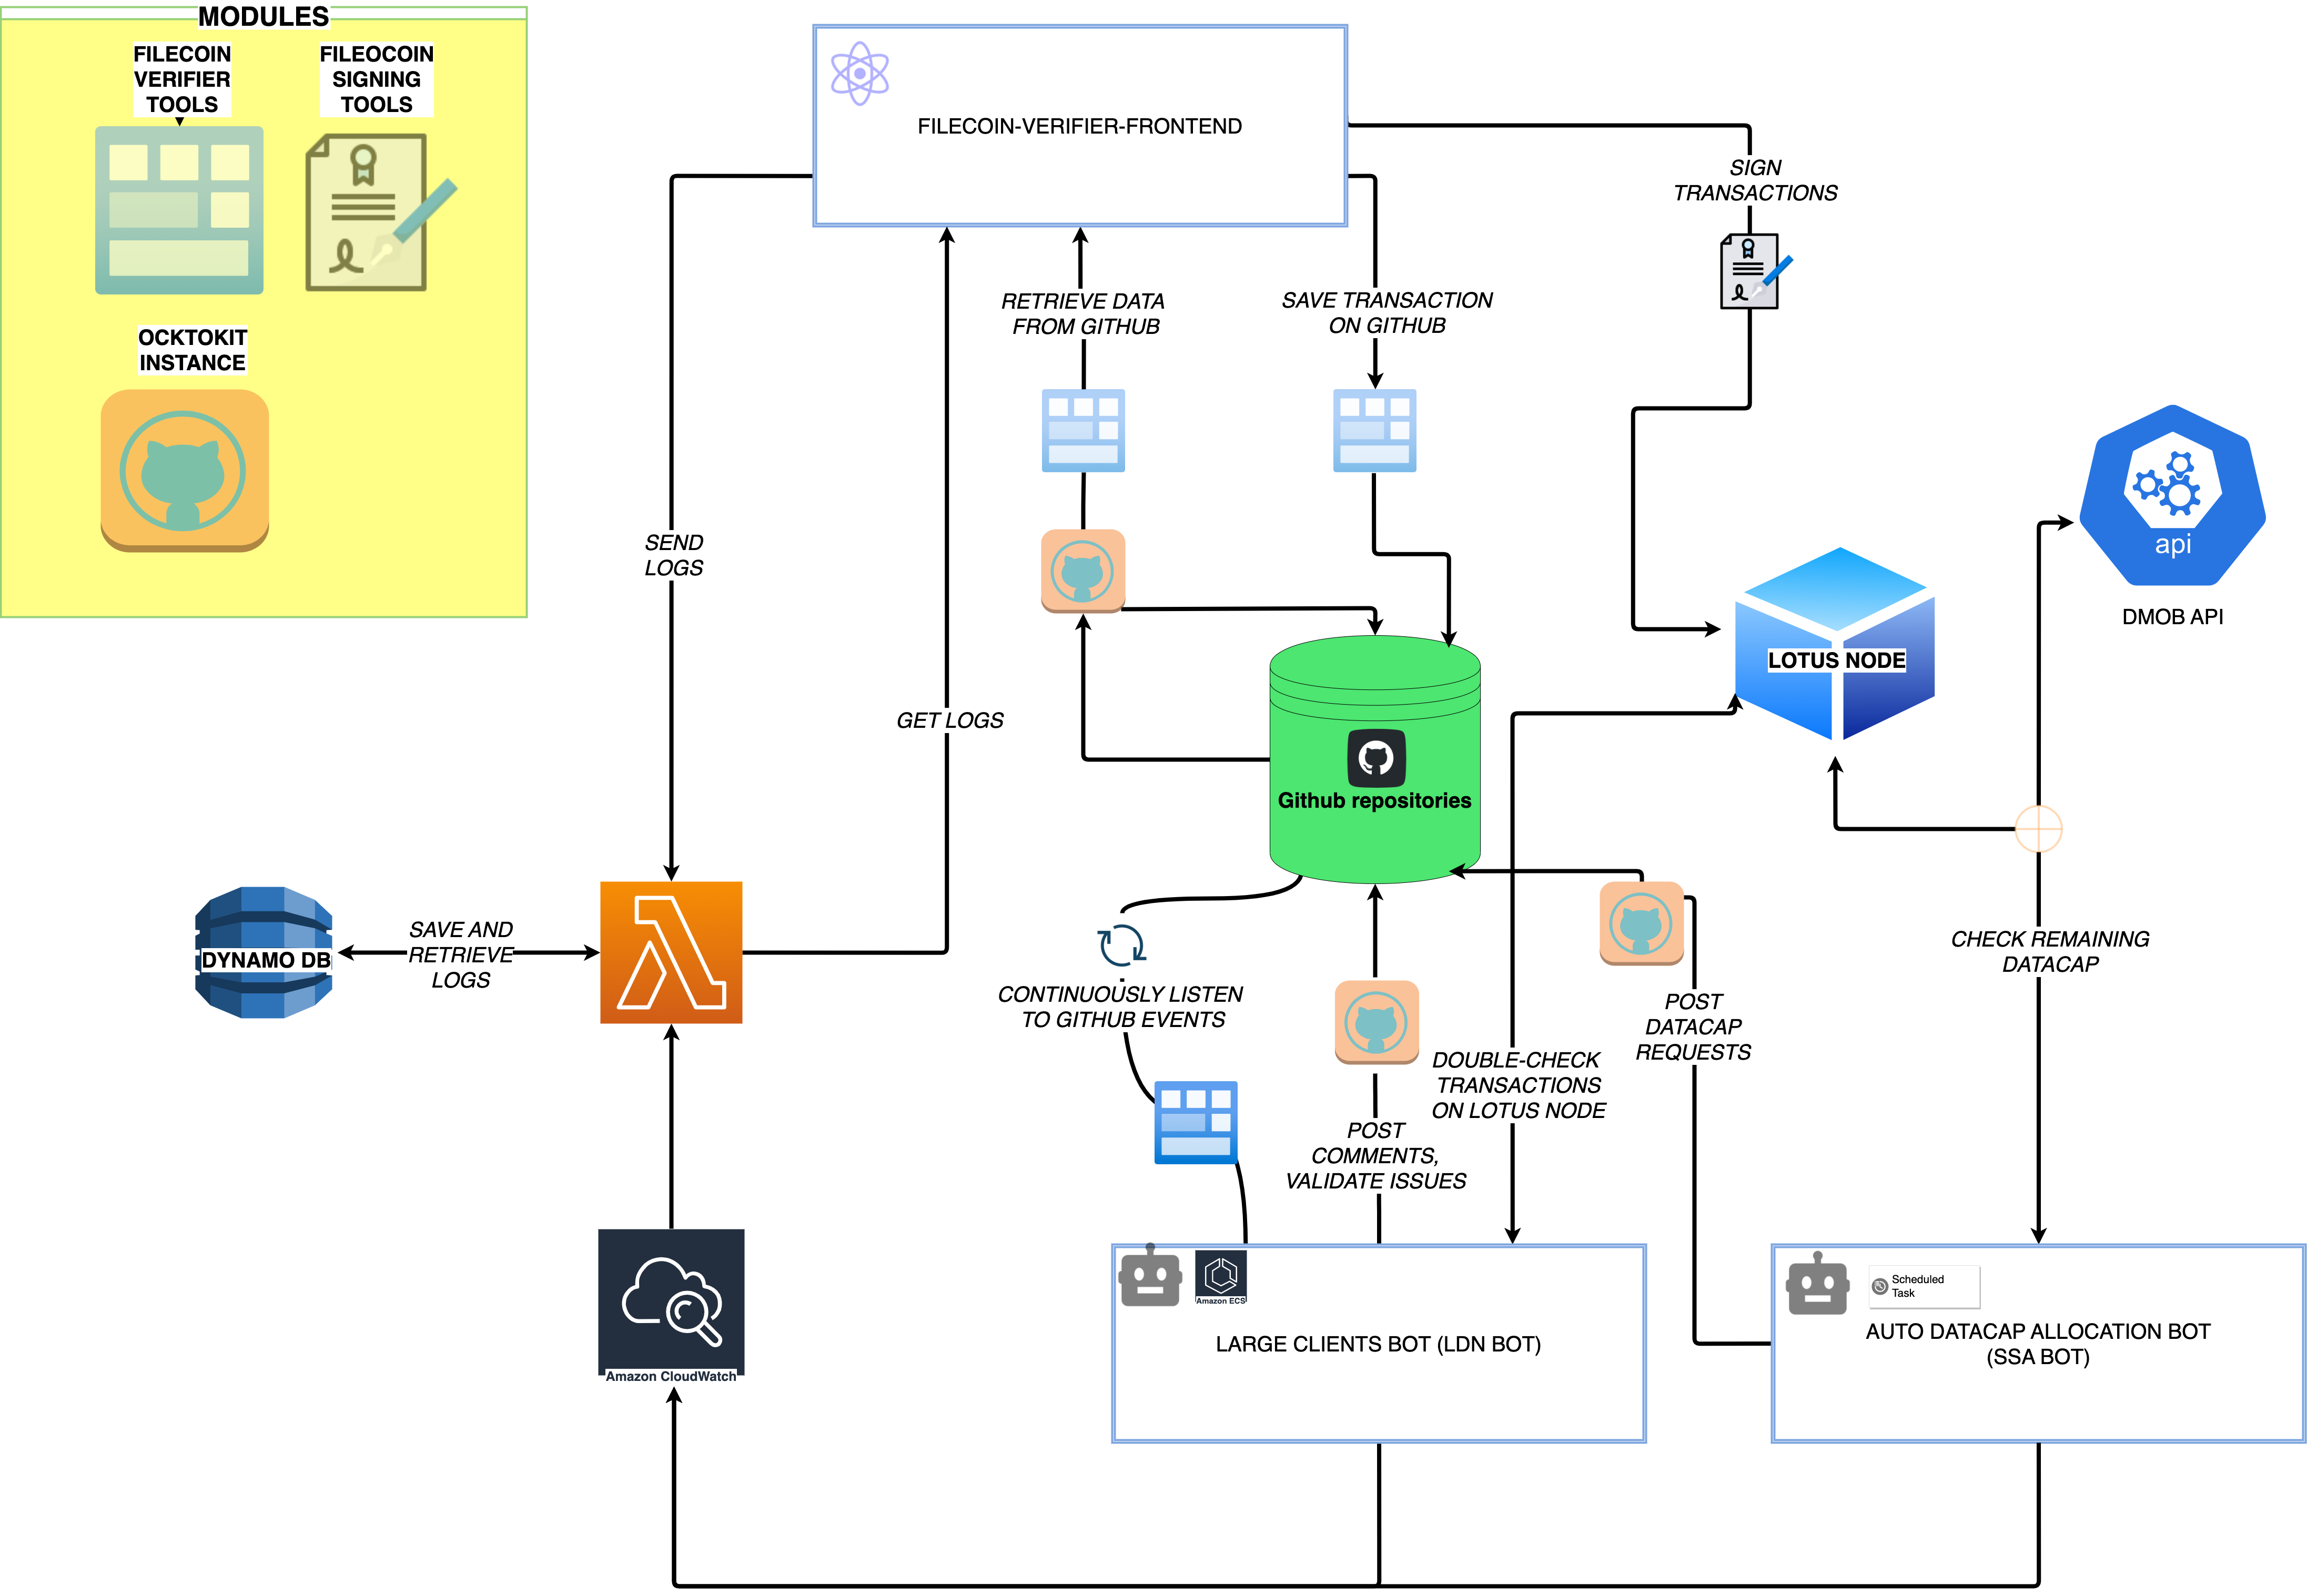 MODULES
FILECOIN
VERIFIER
TOOLS
FILEOCOIN
SIGNING
TOOLS
OCKTOKIT
INSTANCE
FILECOIN-VERIFIER-FRONTEND
SIGN
TRANSACTIONS
RETRIEVE DATA
FROM GITHUB
SAVE TRANSACTION
ON GITHUB
SEND
LOGS
api
DMOB API
LOTUS NODE
GET LOGS
Github repositories
SAVE AND
RETRIEVE
LOGS
DYNAMO DB
CONTINUOUSLY LISTEN
TO GITHUB EVENTS
CHECK REMAINING
DATACAP
POST
DATACAP
REQUESTS
DOUBLE-CHECK
TRANSACTIONS
ON LOTUS NODE
POST
COMMENTS,
VALIDATE ISSUES
Amazon CloudWatch
Amazon ECS
LARGE CLIENTS BOT (LDN BOT)
Scheduled
Task
AUTO DATACAP ALLOCATION BOT
(SSA BOT)